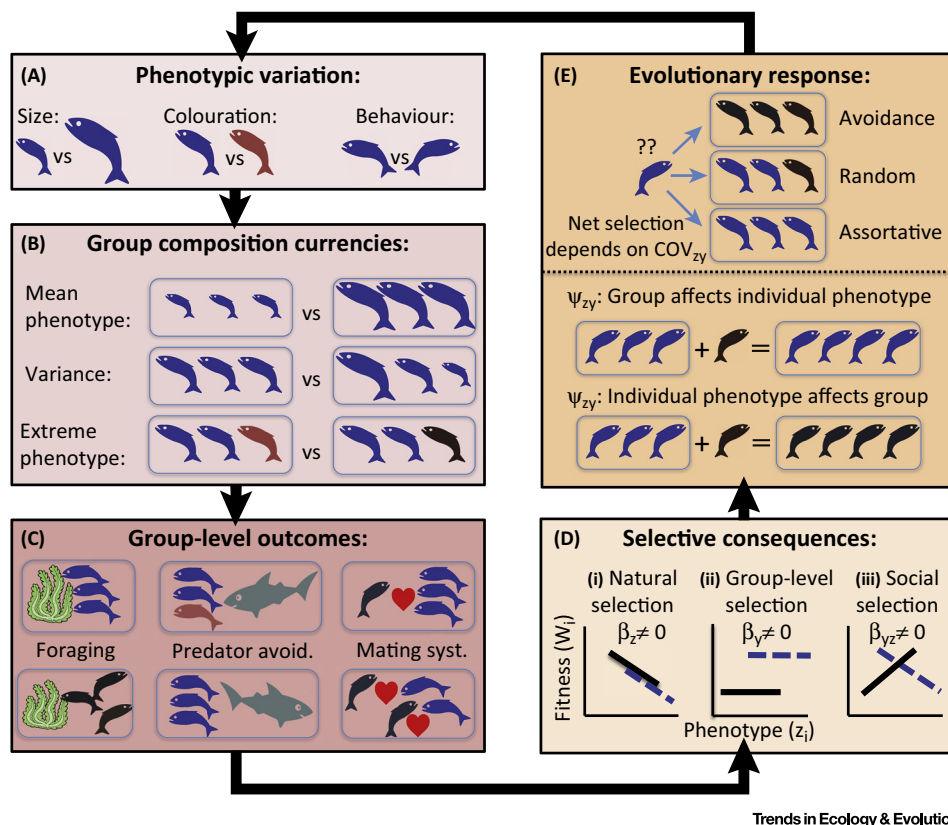 (A) Phenotypic variation:
Size: Colouration: Behaviour:
vs vs vs
(B) Group composition currencies:
Mean
phenotype: vs
Variance: vs
Extreme
phenotype: vs
(C) Group-level outcomes:
Foraging Predator avoid. Mating syst.
(E) Evolutionary response:
Avoidance
??
Random
Net selection
depends on COVzy
Assortative
ψzy: Group affects individual phenotype
+ =
ψzy: Individual phenotype affects group
+ =
(D) Selective consequences:
(i) Natural (ii) Group-level (iii) Social
selection selection selection
βz≠ 0 βy≠ 0 βyz≠ 0
Fitness (Wi)
Phenotype (zi)
Trends in Ecology & Evolutio